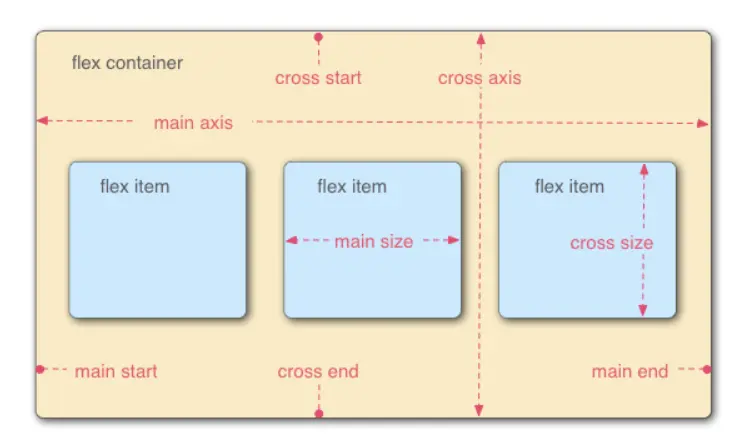 flex container
cross start
cross axis
main axis
flex item
flex item
flex item
main size
cross size
main start
cross end
main end